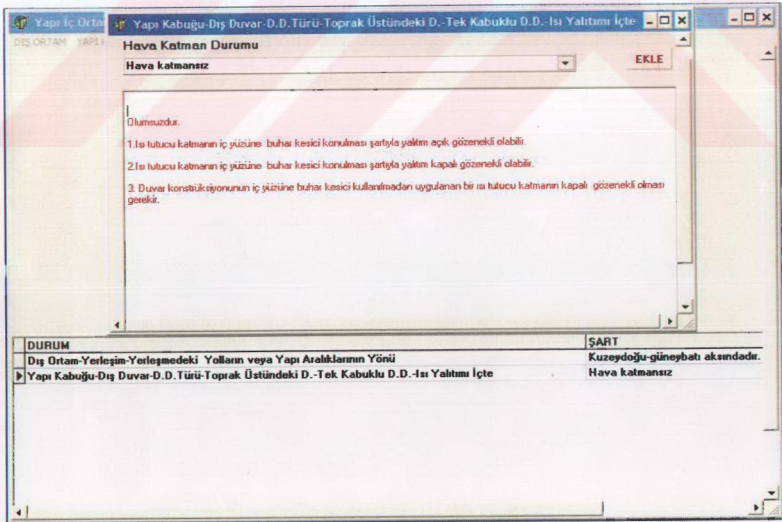 Yapı İç Orta
Yapı Kabuğu-Dış Duvar-D.D.Türü-Toprak Üstündeki D.-Tek Kabuklu D.D.-Isı Yalıtımı İçte
DIŞ ORTAM YAPI
Hava Katman Durumu
Hava katmansız
EKLE
Olumsuzdur.
1.Isı tutucu katmanın iç yüzüne buhar kesici konulması şartıyla yalıtım açık gözenekli olabilir.
2.Isı tutucu katmanın iç yüzüne buhar kesici konulması şartıyla yalıtım kapalı gözenekli olabilir.
3. Duvar konstrüksiyonunun iç yüzüne buhar kesici kullanılmadan uygulanan bir ısı tutucu katmanın kapalı gözenekli olması
gerekir.
DURUM ŞART
Dış Ortam-Yerleşim-Yerleşmedeki Yolların veya Yapı Aralıklarının Yönü Kuzeydoğu-güneybatı aksındadır.
Yapı Kabuğu-Dış Duvar-D.D.Türü-Toprak Üstündeki D.-Tek Kabuklu D.D.-Isı Yalıtımı İçte Hava katmansız